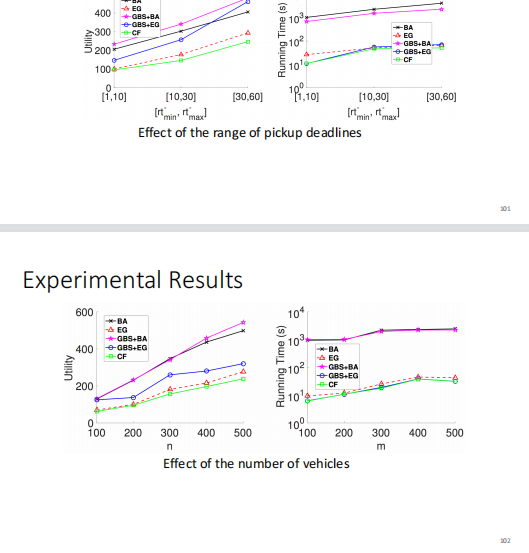 BA
EG
GBS+BA
GBS+EG
CF
400
300
200
100
0
Utility
[1,10] [10,30] [30,60]
[rt⁻min, rt⁻max]
10³
10²
10¹
10⁰
Running Time (s)
BA
EG
GBS+BA
GBS+EG
CF
[1,10] [10,30] [30,60]
[rt⁻min, rt⁻max]
Effect of the range of pickup deadlines
101
Experimental Results
600
400
200
0
Utility
BA
EG
GBS+BA
GBS+EG
CF
100 200 300 400 500
n
10⁴
10³
10²
10¹
10⁰
Running Time (s)
BA
EG
GBS+BA
GBS+EG
CF
100 200 300 400 500
m
Effect of the number of vehicles
102